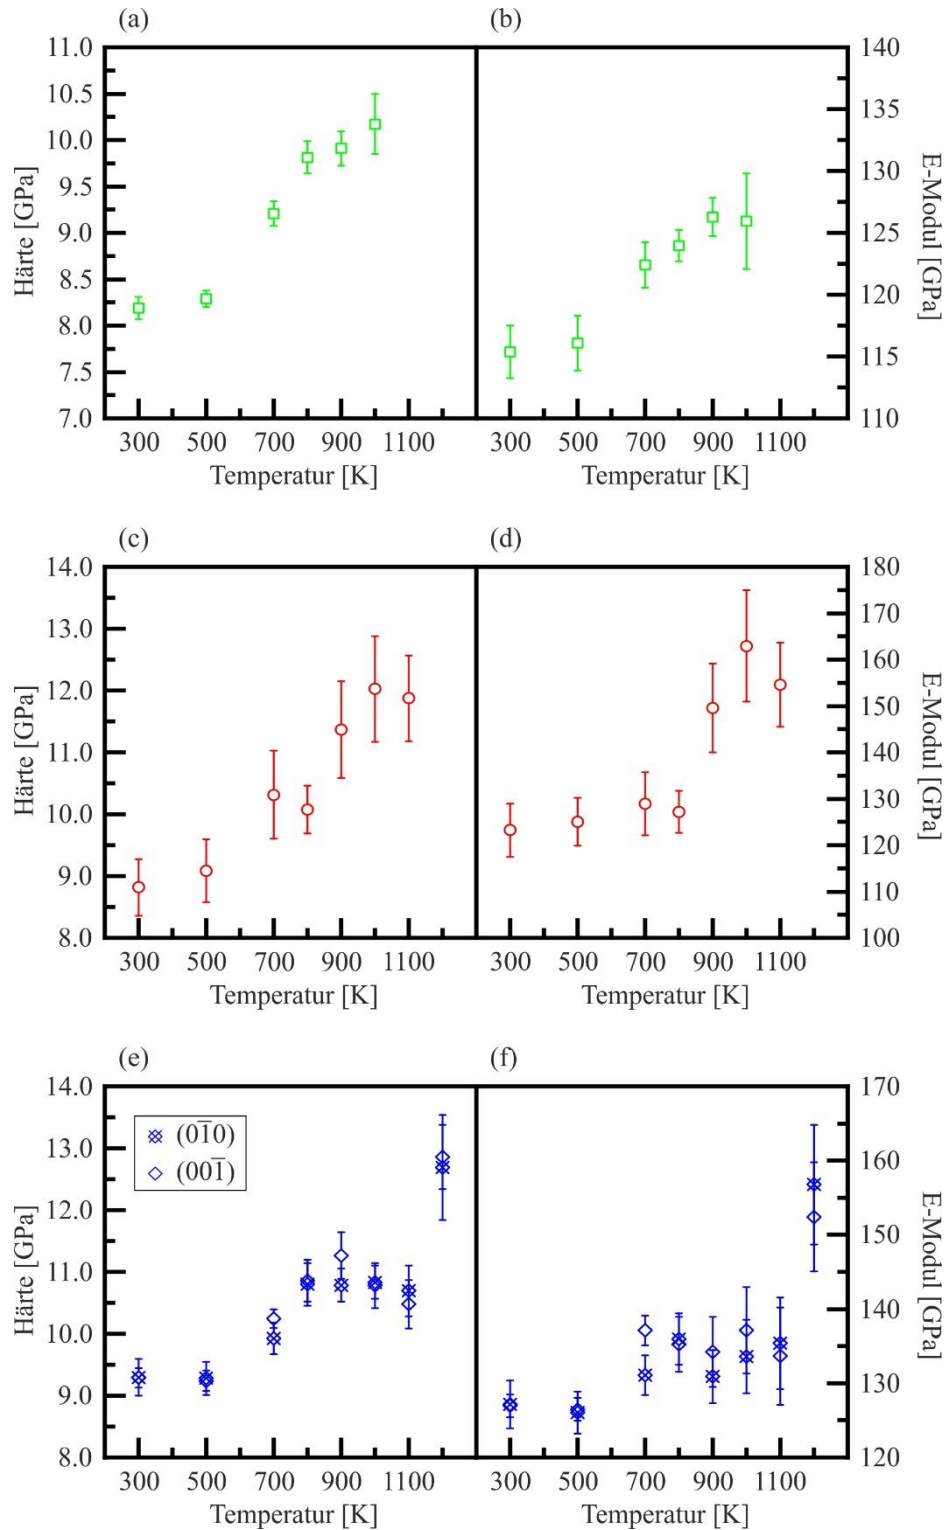 (a)
(b)
11.0
10.5
10.0
9.5
9.0
8.5
8.0
7.5
7.0
Härte [GPa]
140
135
130
125
120
115
110
E-Modul [GPa]
300 500 700 900 1100
300 500 700 900 1100
Temperatur [K]
Temperatur [K]
(c)
(d)
14.0
13.0
12.0
11.0
10.0
9.0
8.0
Härte [GPa]
180
170
160
150
140
130
120
110
100
E-Modul [GPa]
300 500 700 900 1100
300 500 700 900 1100
Temperatur [K]
Temperatur [K]
(e)
(f)
14.0
13.0
12.0
11.0
10.0
9.0
8.0
Härte [GPa]
(01̅0)
(001̅)
170
160
150
140
130
120
E-Modul [GPa]
300 500 700 900 1100
300 500 700 900 1100
Temperatur [K]
Temperatur [K]